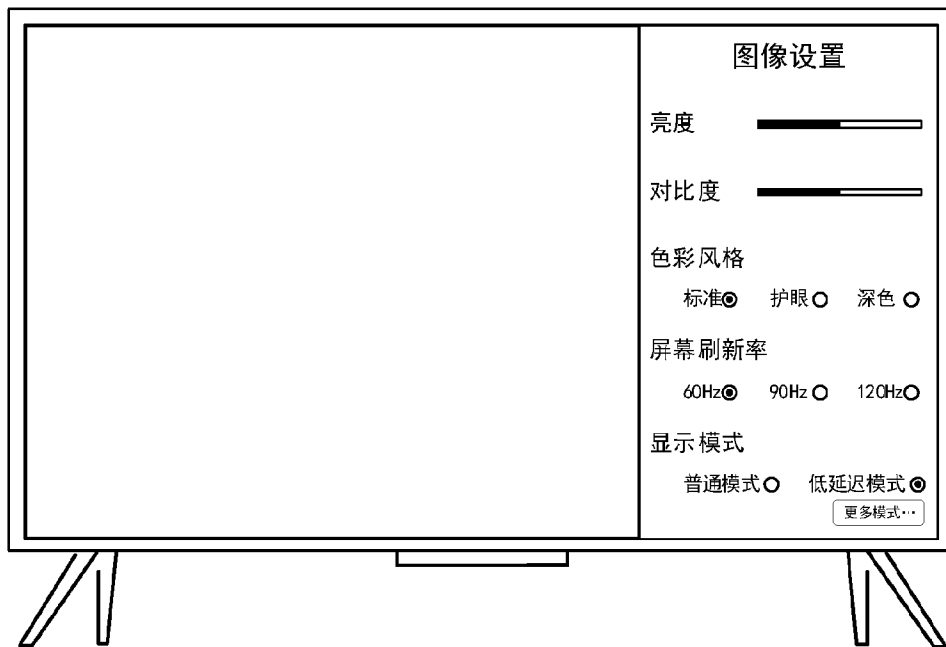 图像设置
亮度
对比度
色彩风格
标准 护眼 深色
屏幕刷新率
60Hz 90Hz 120Hz
显示模式
普通模式 低延迟模式
更多模式···